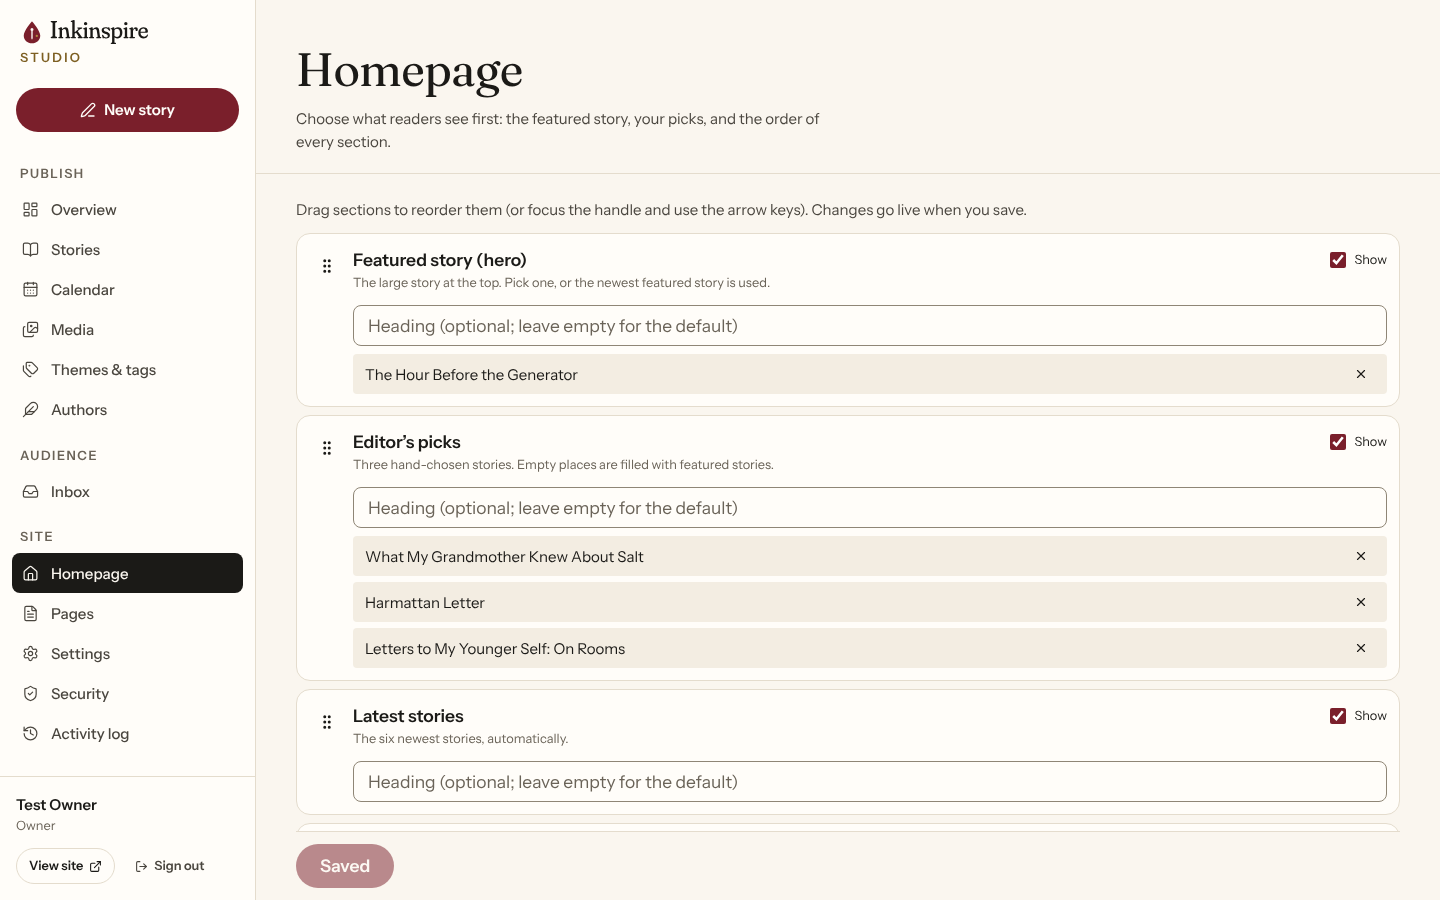 Inkinspire
STUDIO
New story
PUBLISH
Overview
Stories
Calendar
Media
Themes & tags
Authors
AUDIENCE
Inbox
SITE
Homepage
Pages
Settings
Security
Activity log
Test Owner
Owner
View site
Sign out
Homepage
Choose what readers see first: the featured story, your picks, and the order of
every section.
Drag sections to reorder them (or focus the handle and use the arrow keys). Changes go live when you save.
Featured story (hero)
Show
The large story at the top. Pick one, or the newest featured story is used.
Heading (optional; leave empty for the default)
The Hour Before the Generator
Editor’s picks
Show
Three hand-chosen stories. Empty places are filled with featured stories.
Heading (optional; leave empty for the default)
What My Grandmother Knew About Salt
Harmattan Letter
Letters to My Younger Self: On Rooms
Latest stories
Show
The six newest stories, automatically.
Heading (optional; leave empty for the default)
Saved